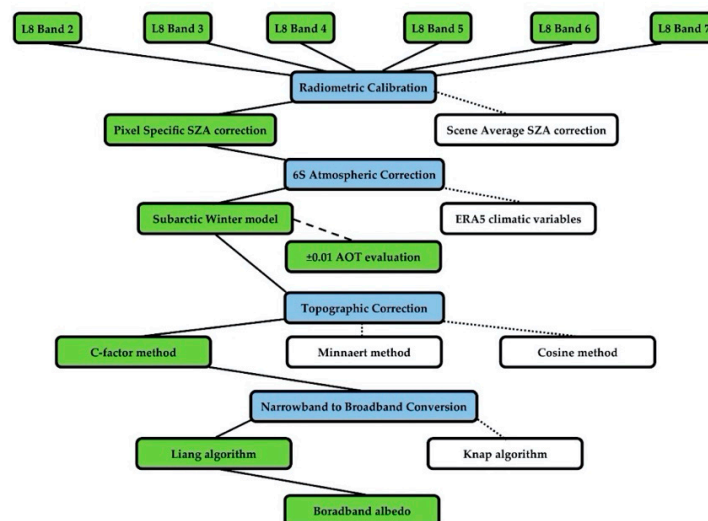 L8 Band 2
L8 Band 3
L8 Band 4
L8 Band 5
L8 Band 6
L8 Band 7
Radiometric Calibration
Pixel Specific SZA correction
Scene Average SZA correction
6S Atmospheric Correction
Subarctic Winter model
ERA5 climatic variables
±0.01 AOT evaluation
Topographic Correction
C-factor method
Minnaert method
Cosine method
Narrowband to Broadband Conversion
Liang algorithm
Knap algorithm
Boradband albedo